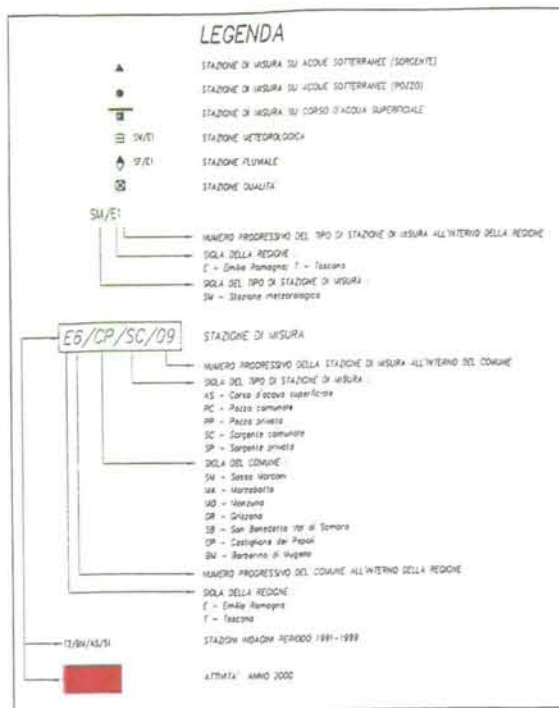 LEGENDA
STAZIONE DI MISURA SU ACQUE SOTTERRANEE (SORGENTE)
STAZIONE DI MISURA SU ACQUE SOTTERRANEE (POZZO)
STAZIONE DI MISURA SU CORSO D'ACQUA SUPERFICIALE
SM/E1 STAZIONE METEOROLOGICA
SF/E1 STAZIONE FLUVIALE
STAZIONE QUALITA'
SM/E1
NUMERO PROGRESSIVO DEL TIPO DI STAZIONE DI MISURA ALL'INTERNO DELLA REGIONE
SIGLA DELLA REGIONE :
E - Emilia Romagna; T - Toscana
SIGLA DEL TIPO DI STAZIONE DI MISURA :
SM - Stazione meteorologica
E6/CP/SC/09 STAZIONE DI MISURA
NUMERO PROGRESSIVO DELLA STAZIONE DI MISURA ALL'INTERNO DEL COMUNE
SIGLA DEL TIPO DI STAZIONE DI MISURA :
AS - Corso d'acqua superficiale
PC - Pozzo comunale
PP - Pozzo privato
SC - Sorgente comunale
SP - Sorgente privata
SIGLA DEL COMUNE :
SM - Sasso Marconi
MA - Marzabotto
MO - Monzuno
GR - Grizzana
SB - San Benedetto Val di Sambro
CP - Castiglione dei Pepoli
BM - Barberino di Mugello
NUMERO PROGRESSIVO DEL COMUNE ALL'INTERNO DELLA REGIONE
SIGLA DELLA REGIONE :
E - Emilia Romagna
T - Toscana
STAZIONI INDAGINI PERIODO 1991-1999
ATTIVITA' ANNO 2000